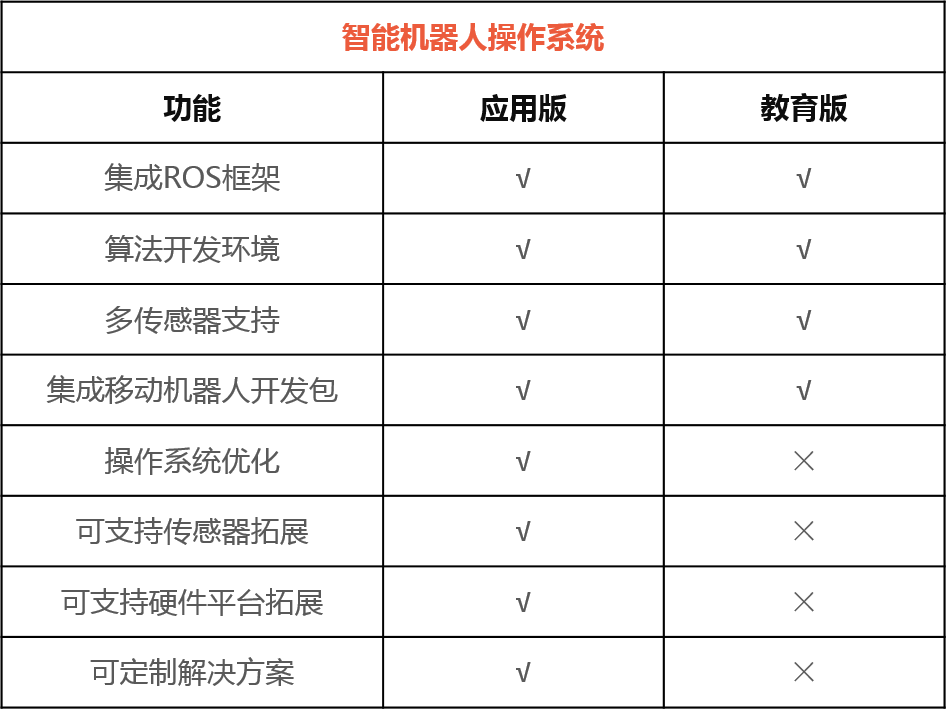 智能机器人操作系统
功能 应用版 教育版
集成ROS框架 √ √
算法开发环境 √ √
多传感器支持 √ √
集成移动机器人开发包 √ √
操作系统优化 √ ×
可支持传感器拓展 √ ×
可支持硬件平台拓展 √ ×
可定制解决方案 √ ×